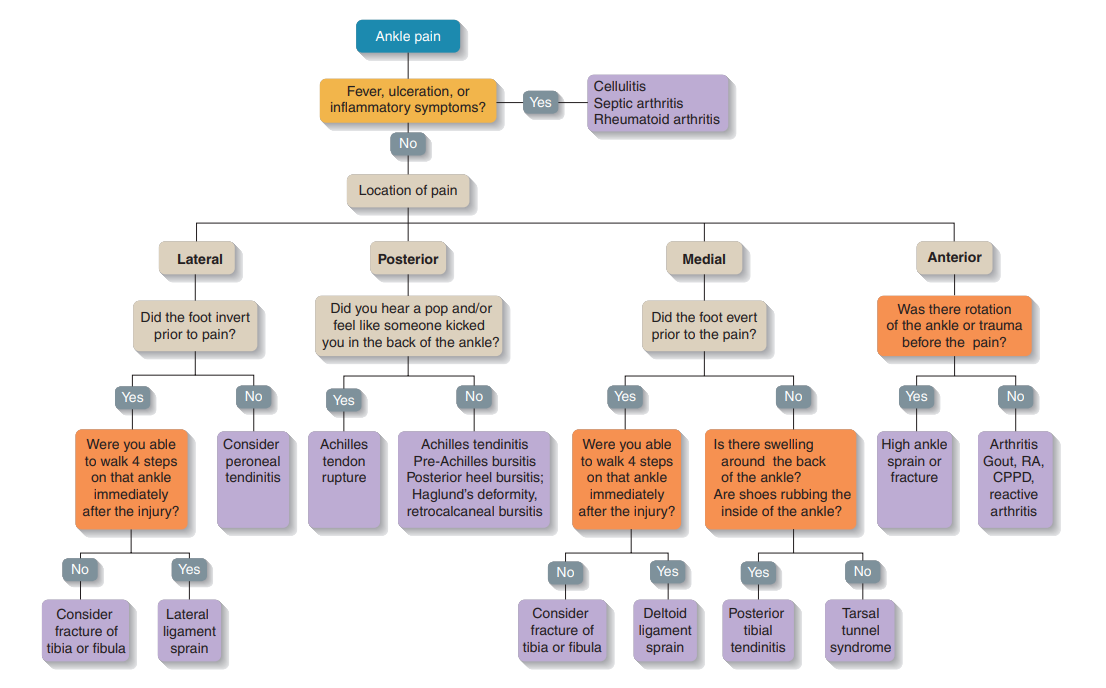 Ankle pain
Fever, ulceration, or
inflammatory symptoms?
Yes
Cellulitis
Septic arthritis
Rheumatoid arthritis
No
Location of pain
Lateral
Posterior
Medial
Anterior
Did the foot invert
prior to pain?
Did you hear a pop and/or
feel like someone kicked
you in the back of the ankle?
Did the foot evert
prior to the pain?
Was there rotation
of the ankle or trauma
before the pain?
Yes
No
Yes
No
Yes
No
Yes
No
Were you able
to walk 4 steps
on that ankle
immediately
after the injury?
Consider
peroneal
tendinitis
Achilles
tendon
rupture
Achilles tendinitis
Pre-Achilles bursitis
Posterior heel bursitis;
Haglund's deformity,
retrocalcaneal bursitis
Were you able
to walk 4 steps
on that ankle
immediately
after the injury?
Is there swelling
around the back
of the ankle?
Are shoes rubbing the
inside of the ankle?
High ankle
sprain or
fracture
Arthritis
Gout, RA,
CPPD,
reactive
arthritis
No
Yes
No
Yes
Yes
No
Consider
fracture of
tibia or fibula
Lateral
ligament
sprain
Consider
fracture of
tibia or fibula
Deltoid
ligament
sprain
Posterior
tibial
tendinitis
Tarsal
tunnel
syndrome